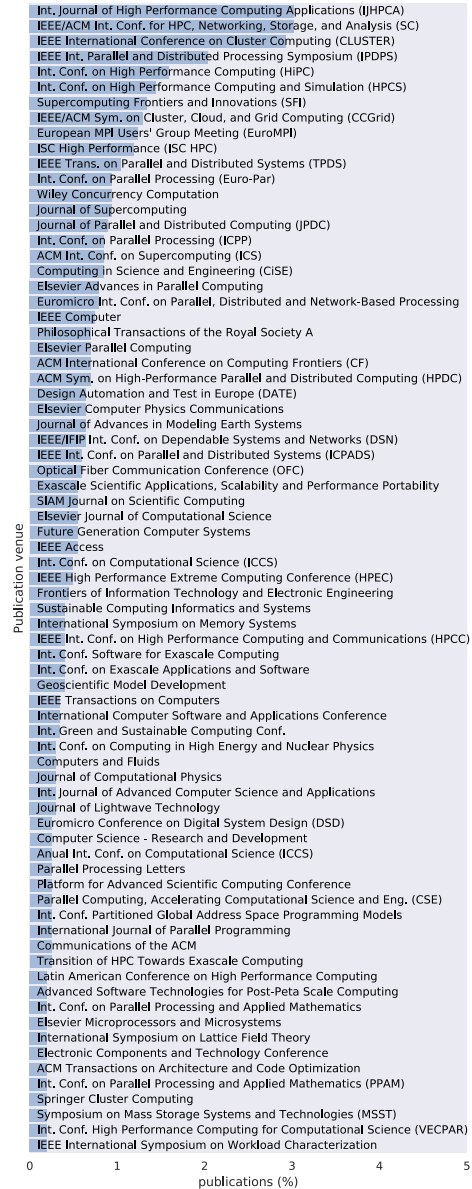 Int. Journal of High Performance Computing Applications (IJHPCA)
IEEE/ACM Int. Conf. for HPC, Networking, Storage, and Analysis (SC)
IEEE International Conference on Cluster Computing (CLUSTER)
IEEE Int. Parallel and Distributed Processing Symposium (IPDPS)
Int. Conf. on High Performance Computing (HiPC)
Int. Conf. on High Performance Computing and Simulation (HPCS)
Supercomputing Frontiers and Innovations (SFI)
IEEE/ACM Sym. on Cluster, Cloud, and Grid Computing (CCGrid)
European MPI Users' Group Meeting (EuroMPI)
ISC High Performance (ISC HPC)
IEEE Trans. on Parallel and Distributed Systems (TPDS)
Int. Conf. on Parallel Processing (Euro-Par)
Wiley Concurrency Computation
Journal of Supercomputing
Journal of Parallel and Distributed Computing (JPDC)
Int. Conf. on Parallel Processing (ICPP)
ACM Int. Conf. on Supercomputing (ICS)
Computing in Science and Engineering (CiSE)
Elsevier Advances in Parallel Computing
Euromicro Int. Conf. on Parallel, Distributed and Network-Based Processing
IEEE Computer
Philosophical Transactions of the Royal Society A
Elsevier Parallel Computing
ACM International Conference on Computing Frontiers (CF)
ACM Sym. on High-Performance Parallel and Distributed Computing (HPDC)
Design Automation and Test in Europe (DATE)
Elsevier Computer Physics Communications
Journal of Advances in Modeling Earth Systems
IEEE/IFIP Int. Conf. on Dependable Systems and Networks (DSN)
IEEE Int. Conf. on Parallel and Distributed Systems (ICPADS)
Optical Fiber Communication Conference (OFC)
Exascale Scientific Applications, Scalability and Performance Portability
SIAM Journal on Scientific Computing
Elsevier Journal of Computational Science
Future Generation Computer Systems
IEEE Access
Int. Conf. on Computational Science (ICCS)
IEEE High Performance Extreme Computing Conference (HPEC)
Frontiers of Information Technology and Electronic Engineering
Sustainable Computing Informatics and Systems
International Symposium on Memory Systems
IEEE Int. Conf. on High Performance Computing and Communications (HPCC)
Int. Conf. Software for Exascale Computing
Int. Conf. on Exascale Applications and Software
Geoscientific Model Development
IEEE Transactions on Computers
International Computer Software and Applications Conference
Int. Green and Sustainable Computing Conf.
Int. Conf. on Computing in High Energy and Nuclear Physics
Computers and Fluids
Journal of Computational Physics
Int. Journal of Advanced Computer Science and Applications
Journal of Lightwave Technology
Euromicro Conference on Digital System Design (DSD)
Computer Science - Research and Development
Anual Int. Conf. on Computational Science (ICCS)
Parallel Processing Letters
Platform for Advanced Scientific Computing Conference
Parallel Computing, Accelerating Computational Science and Eng. (CSE)
Int. Conf. Partitioned Global Address Space Programming Models
International Journal of Parallel Programming
Communications of the ACM
Transition of HPC Towards Exascale Computing
Latin American Conference on High Performance Computing
Advanced Software Technologies for Post-Peta Scale Computing
Int. Conf. on Parallel Processing and Applied Mathematics
Elsevier Microprocessors and Microsystems
International Symposium on Lattice Field Theory
Electronic Components and Technology Conference
ACM Transactions on Architecture and Code Optimization
Int. Conf. on Parallel Processing and Applied Mathematics (PPAM)
Springer Cluster Computing
Symposium on Mass Storage Systems and Technologies (MSST)
Int. Conf. High Performance Computing for Computational Science (VECPAR)
IEEE International Symposium on Workload Characterization
Publication venue
0 1 2 3 4 5
publications (%)